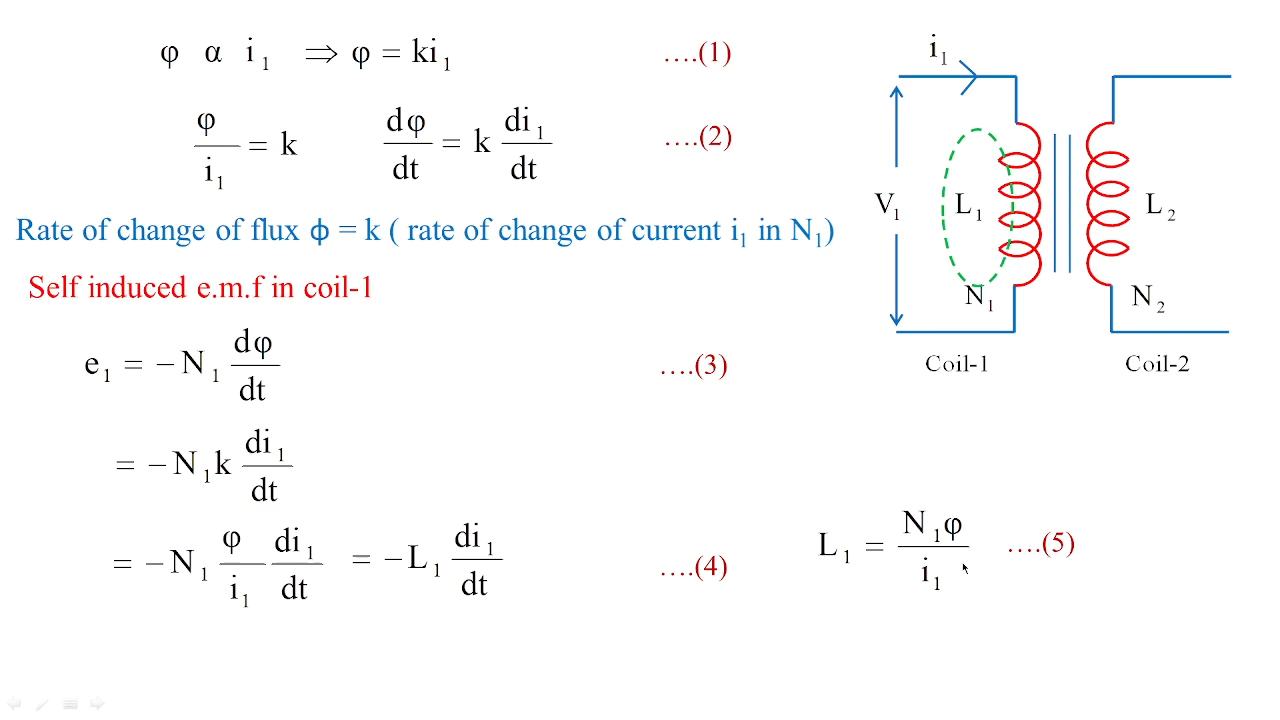 φ α i₁ ⇒ φ = ki₁ ....(1)
φ/i₁ = k dφ/dt = k di₁/dt ....(2)
Rate of change of flux ϕ = k ( rate of change of current i₁ in N₁)
Self induced e.m.f in coil-1
e₁ = − N₁ dφ/dt ....(3)
= − N₁k di₁/dt
= − N₁ φ/i₁ di₁/dt = − L₁ di₁/dt ....(4)
L₁ = N₁φ/i₁ ....(5)
i₁
V₁ L₁ L₂
N₁ N₂
Coil-1 Coil-2